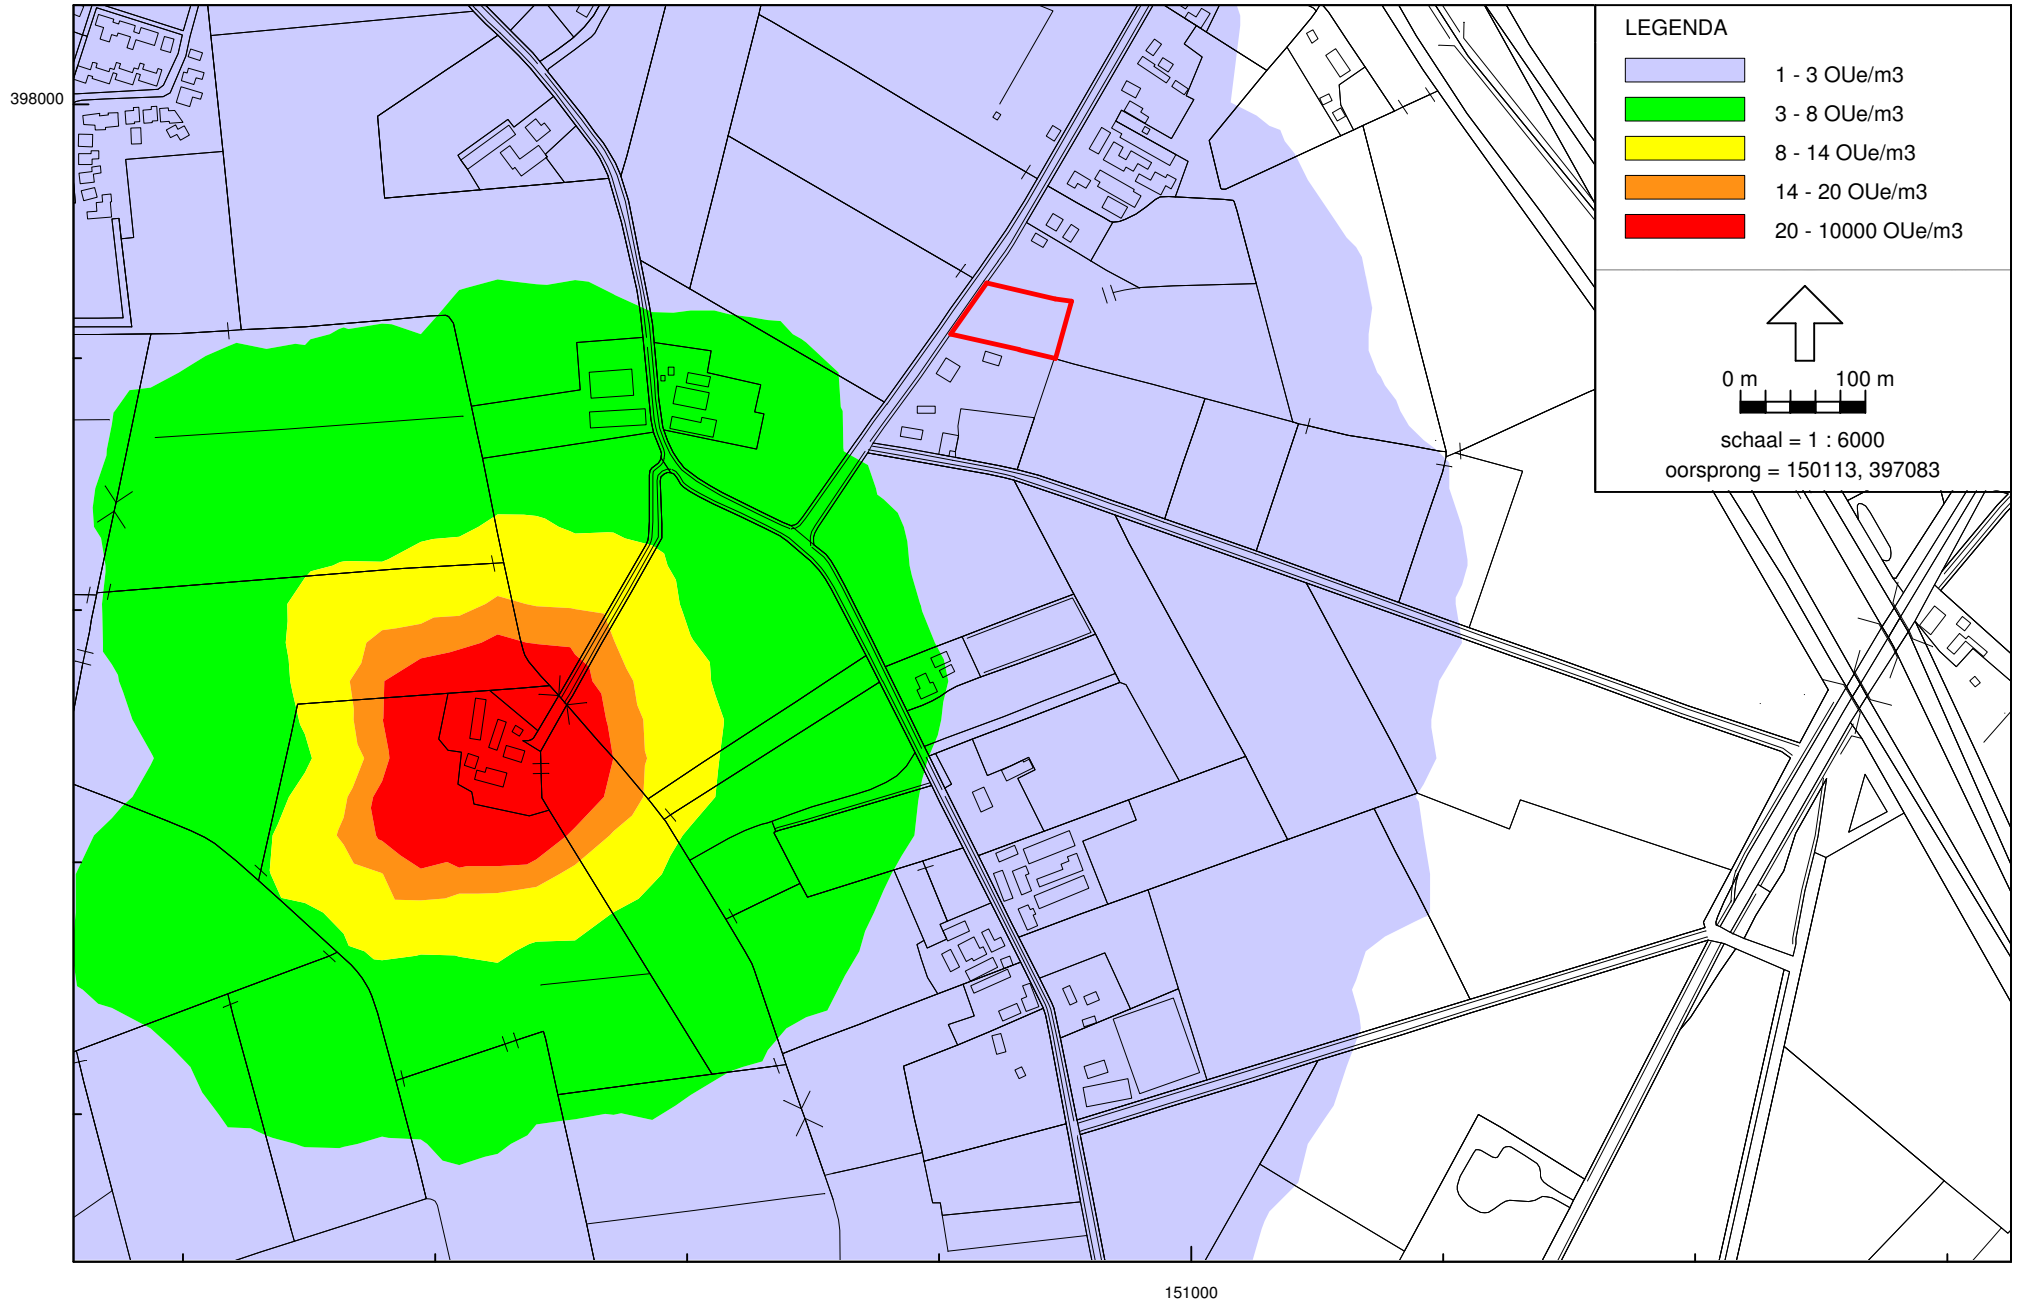 LEGENDA
1 - 3 OUe/m3
3 - 8 OUe/m3
8 - 14 OUe/m3
14 - 20 OUe/m3
20 - 10000 OUe/m3
0 m 100 m
schaal = 1 : 6000
oorsprong = 150113, 397083
398000
151000